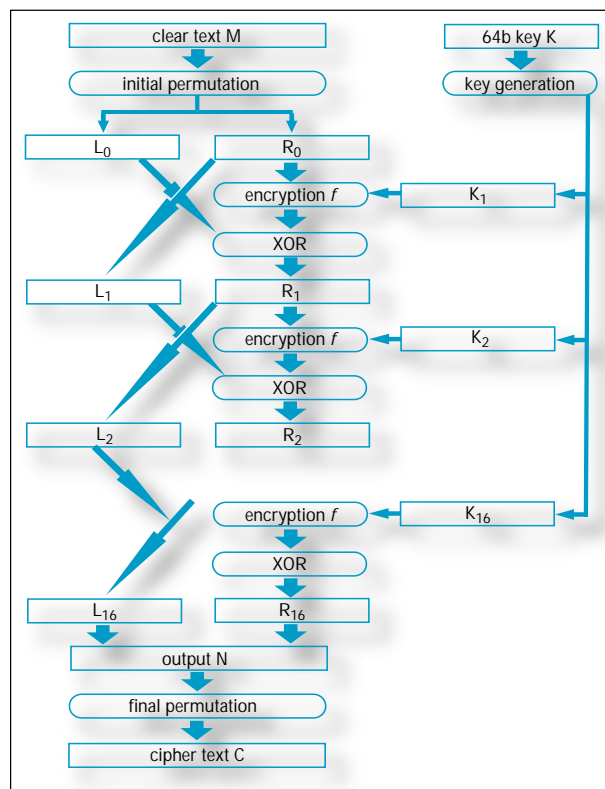 clear text M
64b key K
initial permutation
key generation
L₀
R₀
encryption f
K₁
XOR
L₁
R₁
encryption f
K₂
XOR
L₂
R₂
encryption f
K₁₆
XOR
L₁₆
R₁₆
output N
final permutation
cipher text C